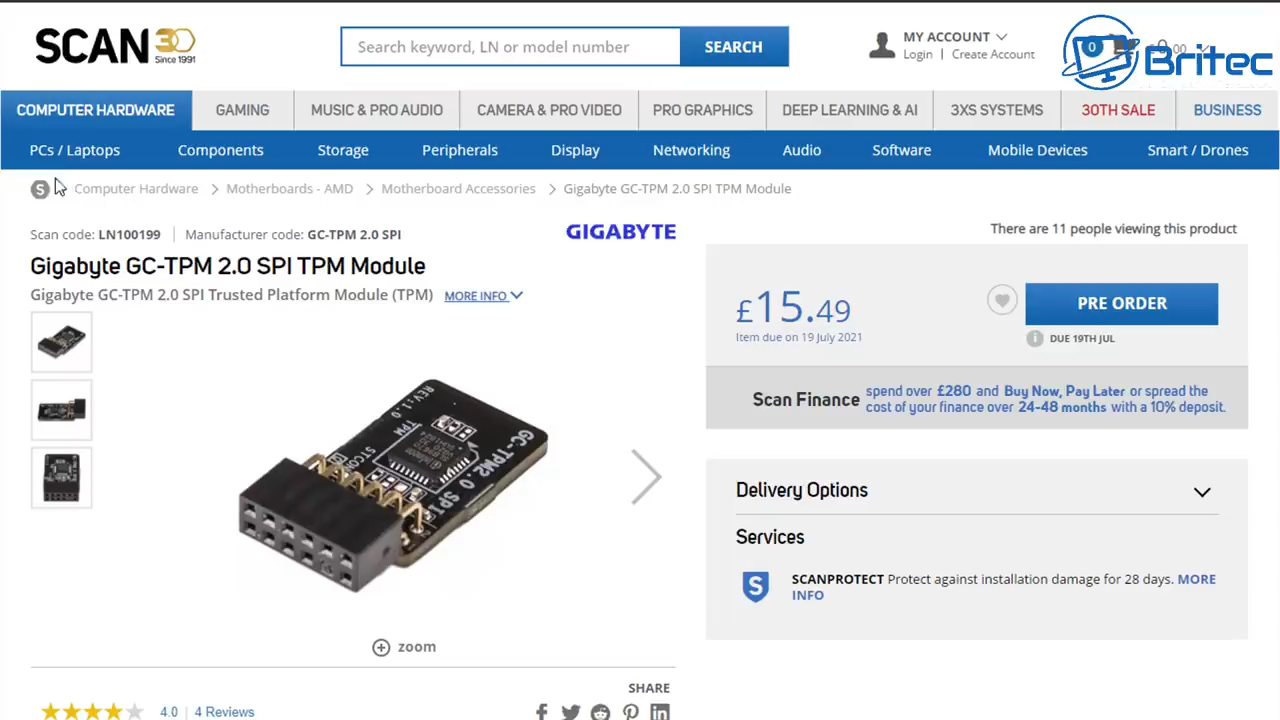 SCAN 30
Since 1991
Search keyword, LN or model number
SEARCH
MY ACCOUNT
Login | Create Account
0
Britec
COMPUTER HARDWARE
GAMING
MUSIC & PRO AUDIO
CAMERA & PRO VIDEO
PRO GRAPHICS
DEEP LEARNING & AI
3XS SYSTEMS
30TH SALE
BUSINESS
PCs / Laptops
Components
Storage
Peripherals
Display
Networking
Audio
Software
Mobile Devices
Smart / Drones
S
Computer Hardware > Motherboards - AMD > Motherboard Accessories > Gigabyte GC-TPM 2.0 SPI TPM Module
Scan code: LN100199 | Manufacturer code: GC-TPM 2.0 SPI
GIGABYTE
Gigabyte GC-TPM 2.0 SPI TPM Module
Gigabyte GC-TPM 2.0 SPI Trusted Platform Module (TPM) MORE INFO
REV:1.0
TPM
GC-TPM2.0 SPI
zoom
4.0 | 4 Reviews
SHARE
There are 11 people viewing this product
£15.49
Item due on 19 July 2021
PRE ORDER
DUE 19TH JUL
Scan Finance
spend over £280 and Buy Now, Pay Later or spread the
cost of your finance over 24-48 months with a 10% deposit.
Delivery Options
Services
S
SCANPROTECT Protect against installation damage for 28 days. MORE
INFO